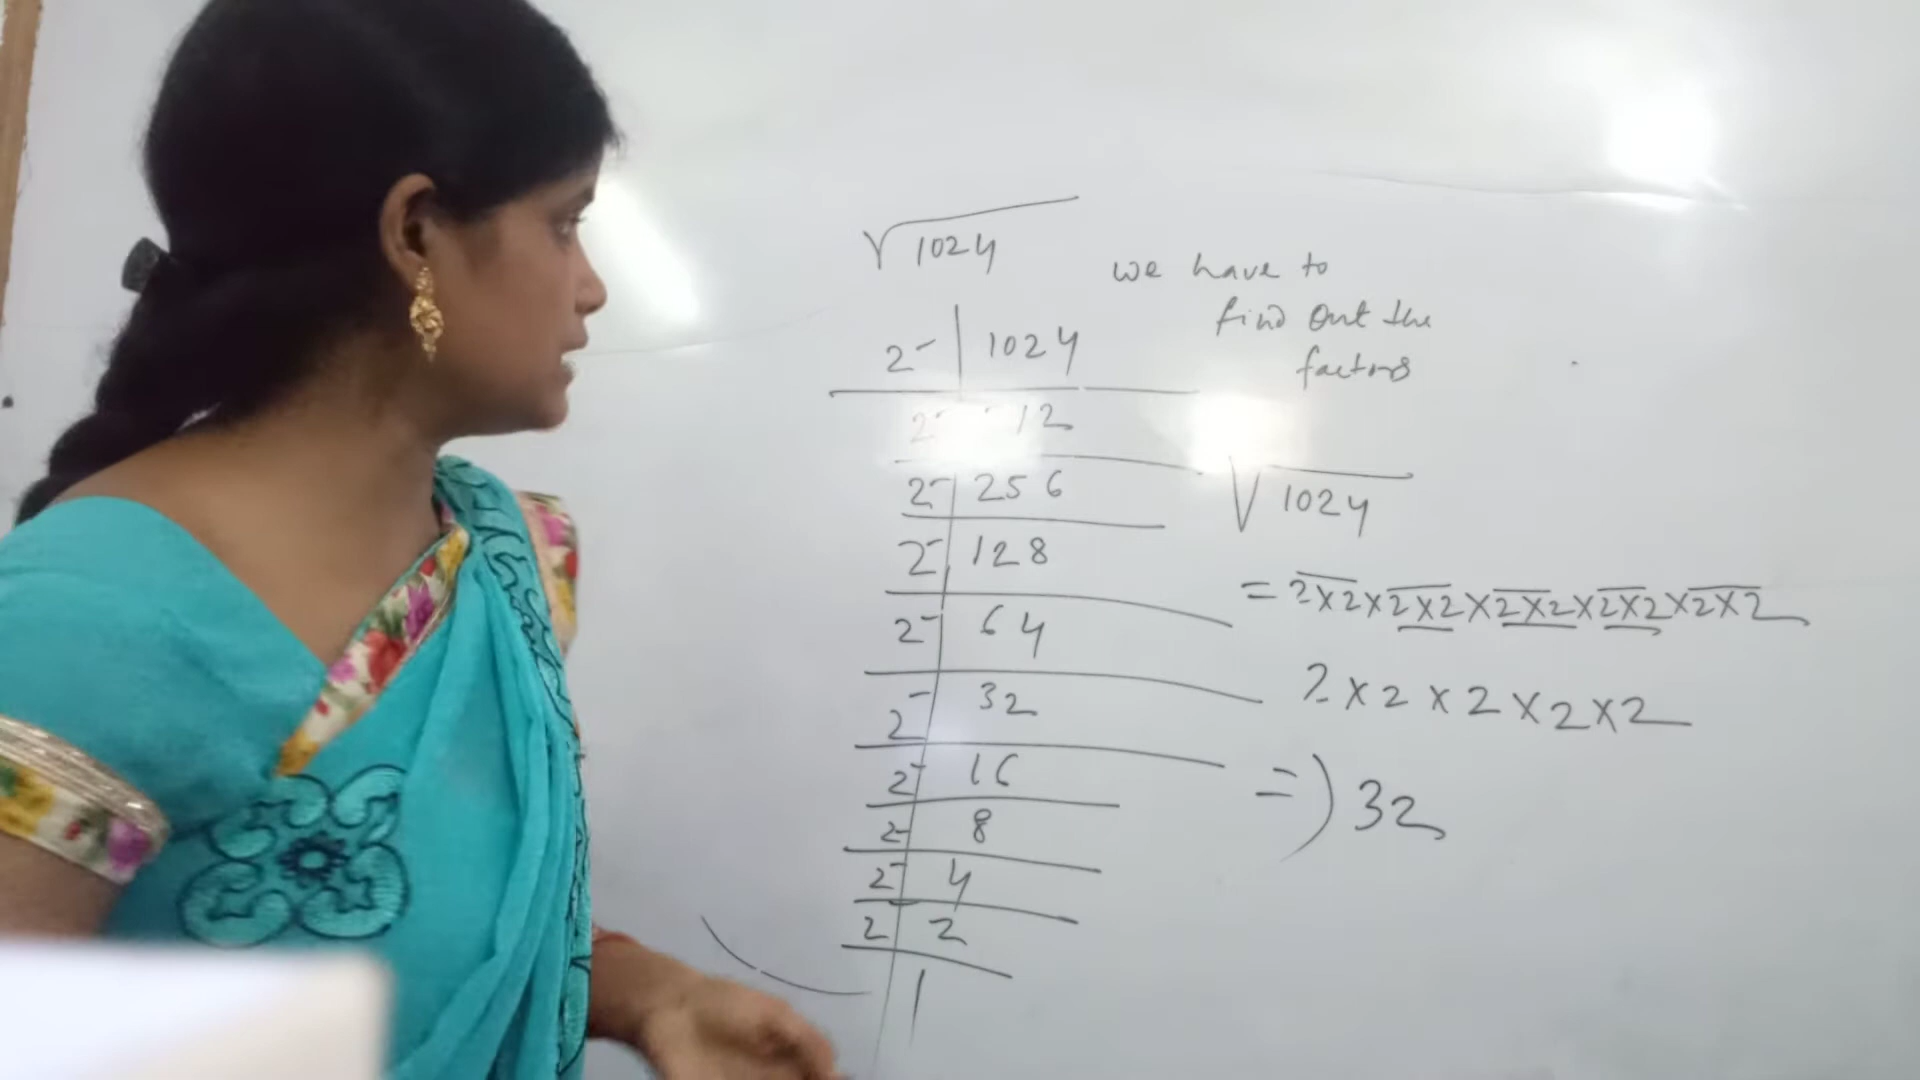 √1024
we have to
find out the
factors
2 | 1024
2 12
2 | 256
2 | 128
2 | 64
2 | 32
2 | 16
2 | 8
2 | 4
2 | 2
1
√1024
= 2×2×2×2×2×2×2×2×2×2
2×2×2×2×2
=) 32